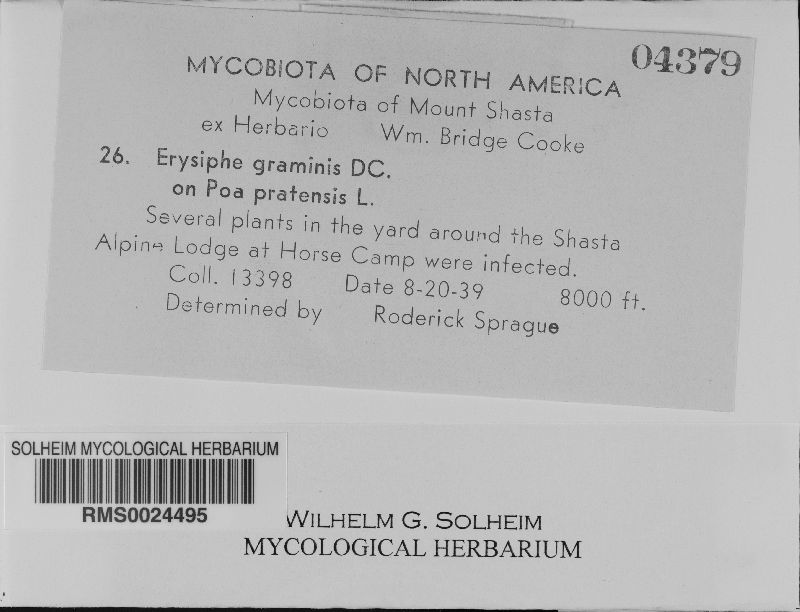 04379
MYCOBIOTA OF NORTH AMERICA
Mycobiota of Mount Shasta
ex Herbario Wm. Bridge Cooke
26. Erysiphe graminis DC.
on Poa pratensis L.
Several plants in the yard around the Shasta
Alpine Lodge at Horse Camp were infected.
Coll. 13398 Date 8-20-39 8000 ft.
Determined by Roderick Sprague
SOLHEIM MYCOLOGICAL HERBARIUM
RMS0024495
WILHELM G. SOLHEIM
MYCOLOGICAL HERBARIUM